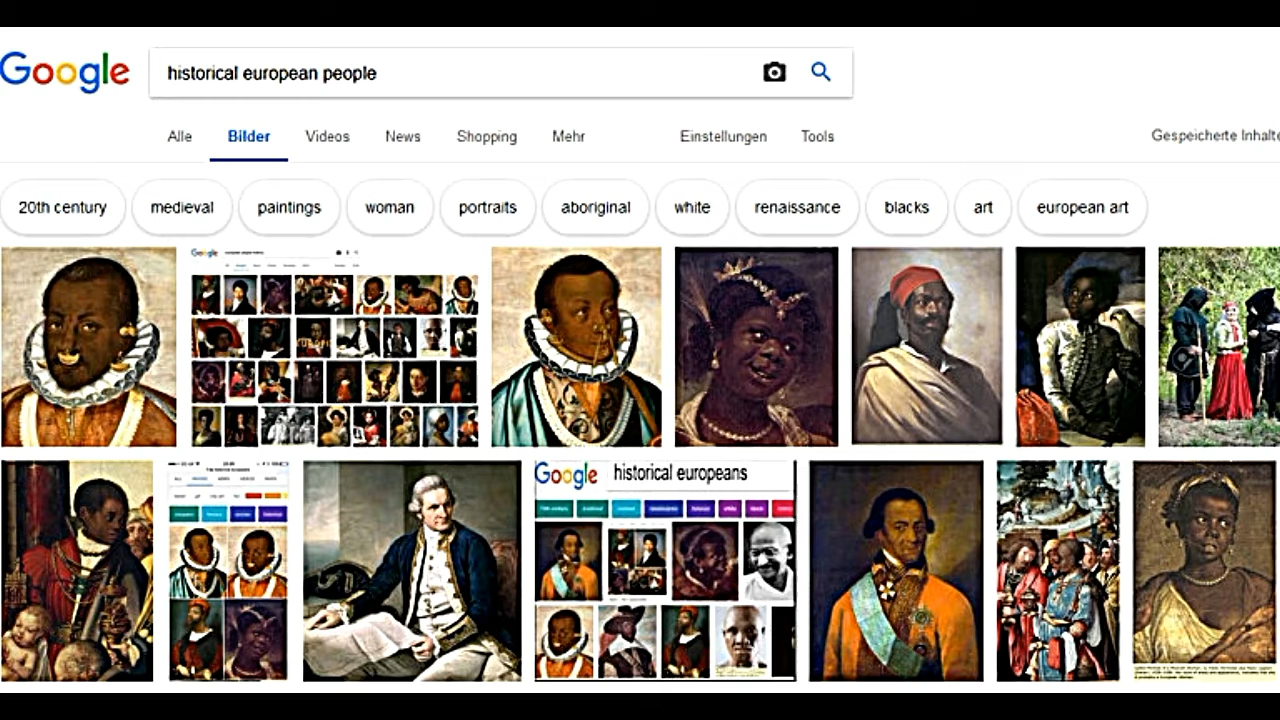 Google
historical european people
Alle Bilder Videos News Shopping Mehr Einstellungen Tools Gespeicherte Inhalte
20th century medieval paintings woman portraits aboriginal white renaissance blacks art european art
Google
Google historical europeans